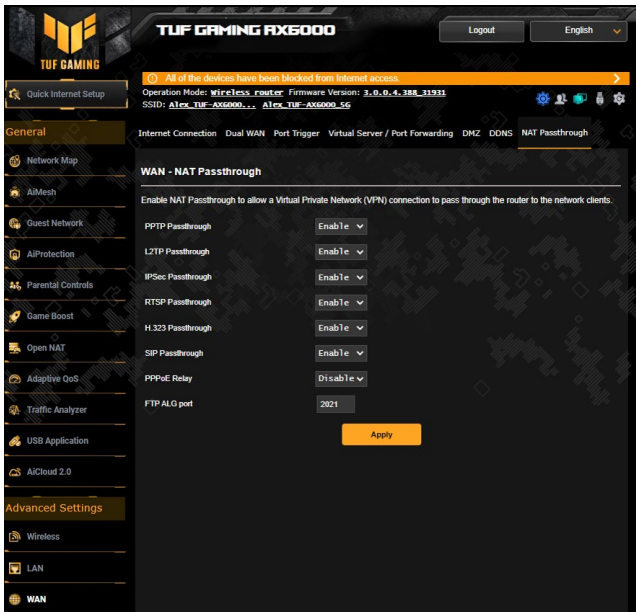 TUF GAMING AX6000
Logout
English
TUF GAMING
All of the devices have been blocked from Internet access.
Quick Internet Setup
Operation Mode: Wireless router Firmware Version: 3.0.0.4.388_31931
SSID: Alex_TUF-AX6000... Alex_TUF-AX6000_5G
General
Internet Connection Dual WAN Port Trigger Virtual Server / Port Forwarding DMZ DDNS NAT Passthrough
Network Map
AiMesh
Guest Network
AiProtection
Parental Controls
Game Boost
Open NAT
Adaptive QoS
Traffic Analyzer
USB Application
AiCloud 2.0
Advanced Settings
Wireless
LAN
WAN
WAN - NAT Passthrough
Enable NAT Passthrough to allow a Virtual Private Network (VPN) connection to pass through the router to the network clients.
PPTP Passthrough Enable
L2TP Passthrough Enable
IPSec Passthrough Enable
RTSP Passthrough Enable
H.323 Passthrough Enable
SIP Passthrough Enable
PPPoE Relay Disable
FTP ALG port 2021
Apply